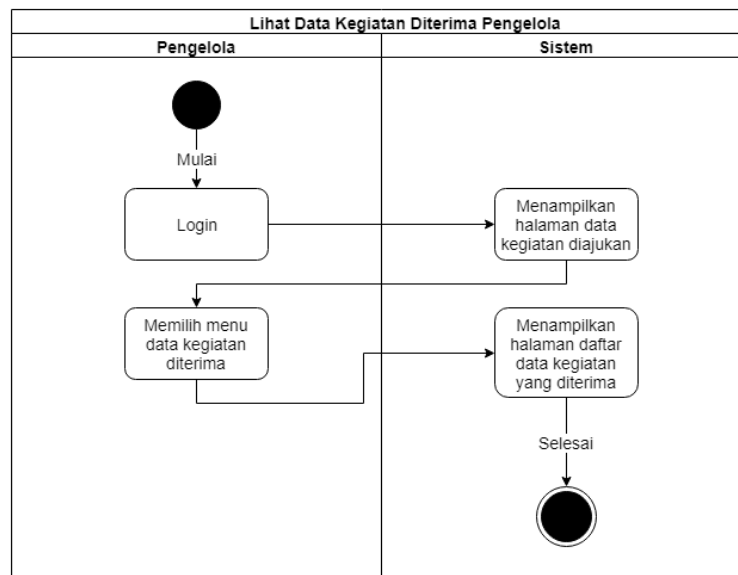 Lihat Data Kegiatan Diterima Pengelola
Pengelola
Sistem
Mulai
Login
Menampilkan
halaman data
kegiatan diajukan
Memilih menu
data kegiatan
diterima
Menampilkan
halaman daftar
data kegiatan
yang diterima
Selesai